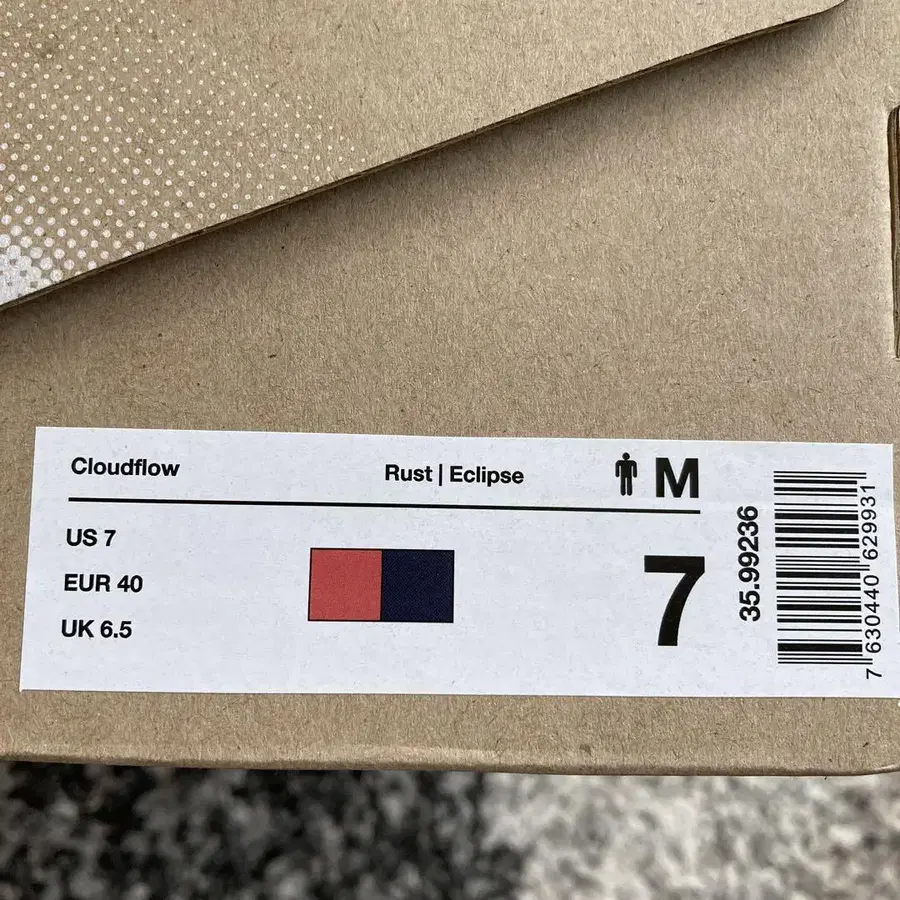 Cloudflow
Rust | Eclipse
M
US 7
EUR 40
UK 6.5
7
35.99236
7 630440 629931